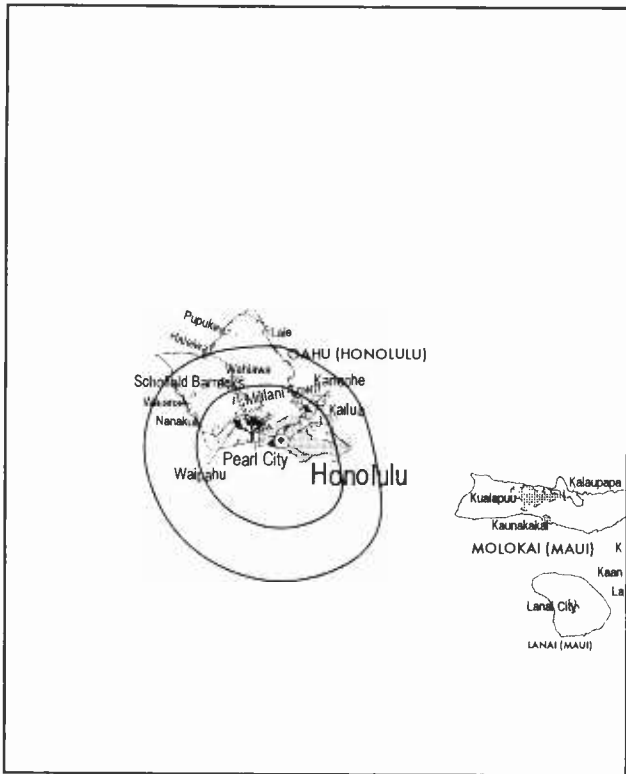 Pupukea
Laie
Haleiwa
OAHU (HONOLULU)
Wahiawa
Schofield Barracks
Kaneohe
Mililani
Kailua
Nanakuli
Pearl City
Waipahu
Honolulu
Kalaupapa
Kualapuu
Kaunakakai
MOLOKAI (MAUI)
K
Kaan
La
Lanai City
LANAI (MAUI)